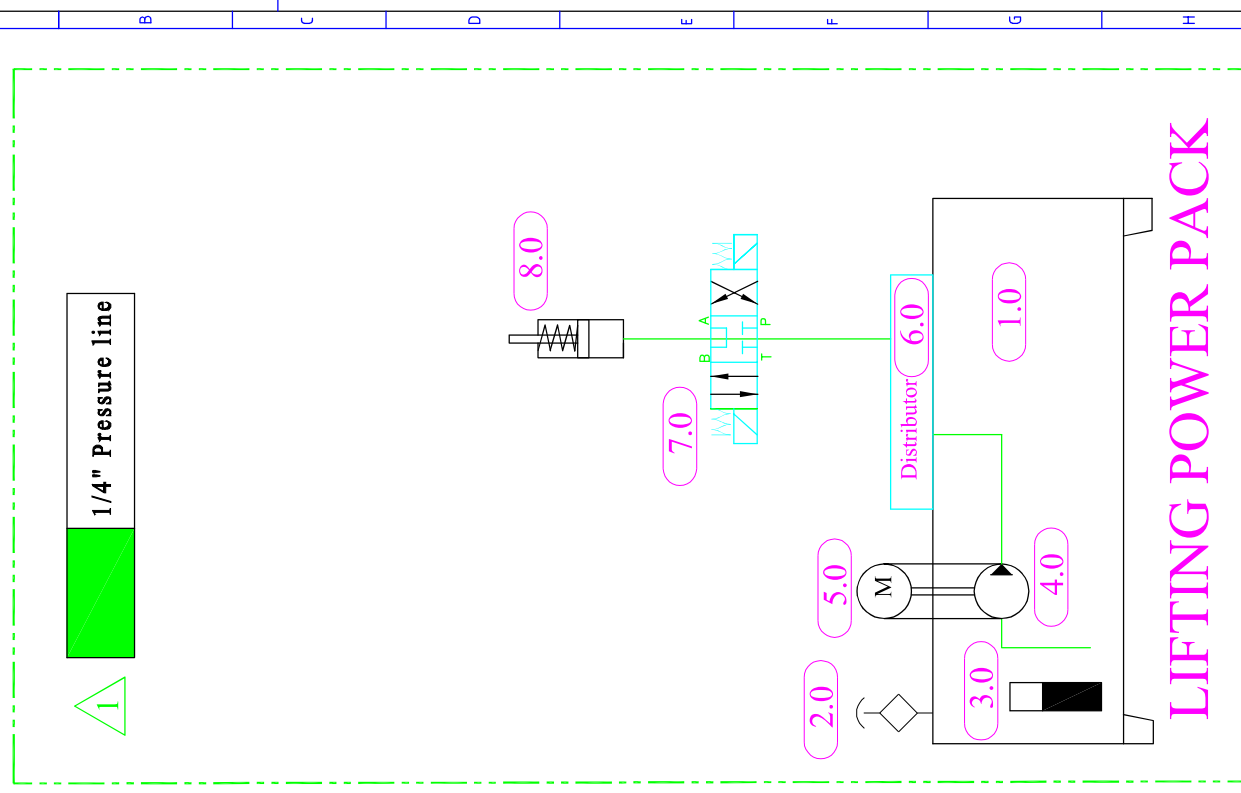 B
C
D
E
F
G
H
1
1/4" Pressure line
8.0
7.0
B
A
T
P
6.0
Distributor
1.0
5.0
M
4.0
2.0
3.0
LIFTING POWER PACK